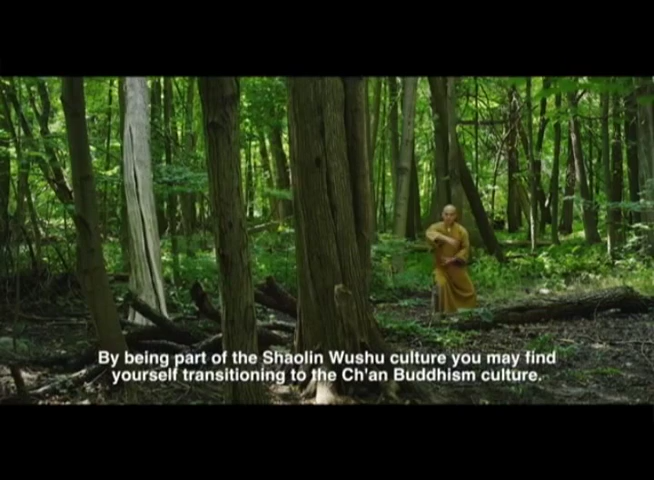 By being part of the Shaolin Wushu culture you may find
yourself transitioning to the Ch'an Buddhism culture.